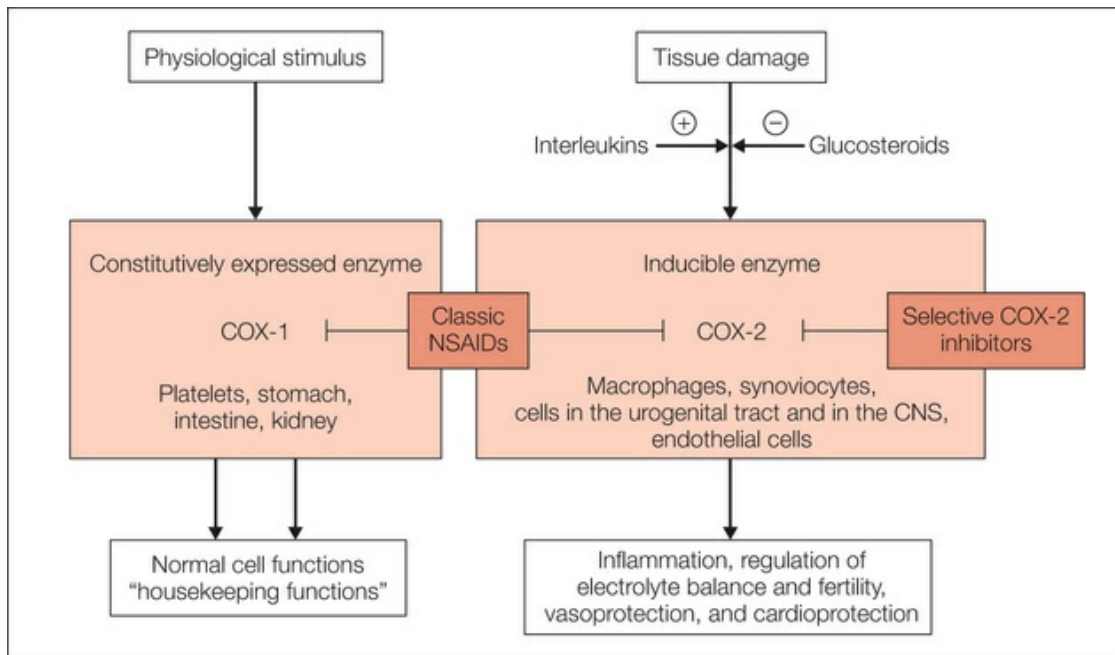 Physiological stimulus
Tissue damage
+
−
Interleukins
Glucosteroids
Constitutively expressed enzyme
Inducible enzyme
COX-1
Classic
NSAIDs
COX-2
Selective COX-2
inhibitors
Platelets, stomach,
intestine, kidney
Macrophages, synoviocytes,
cells in the urogenital tract and in the CNS,
endothelial cells
Normal cell functions
“housekeeping functions”
Inflammation, regulation of
electrolyte balance and fertility,
vasoprotection, and cardioprotection